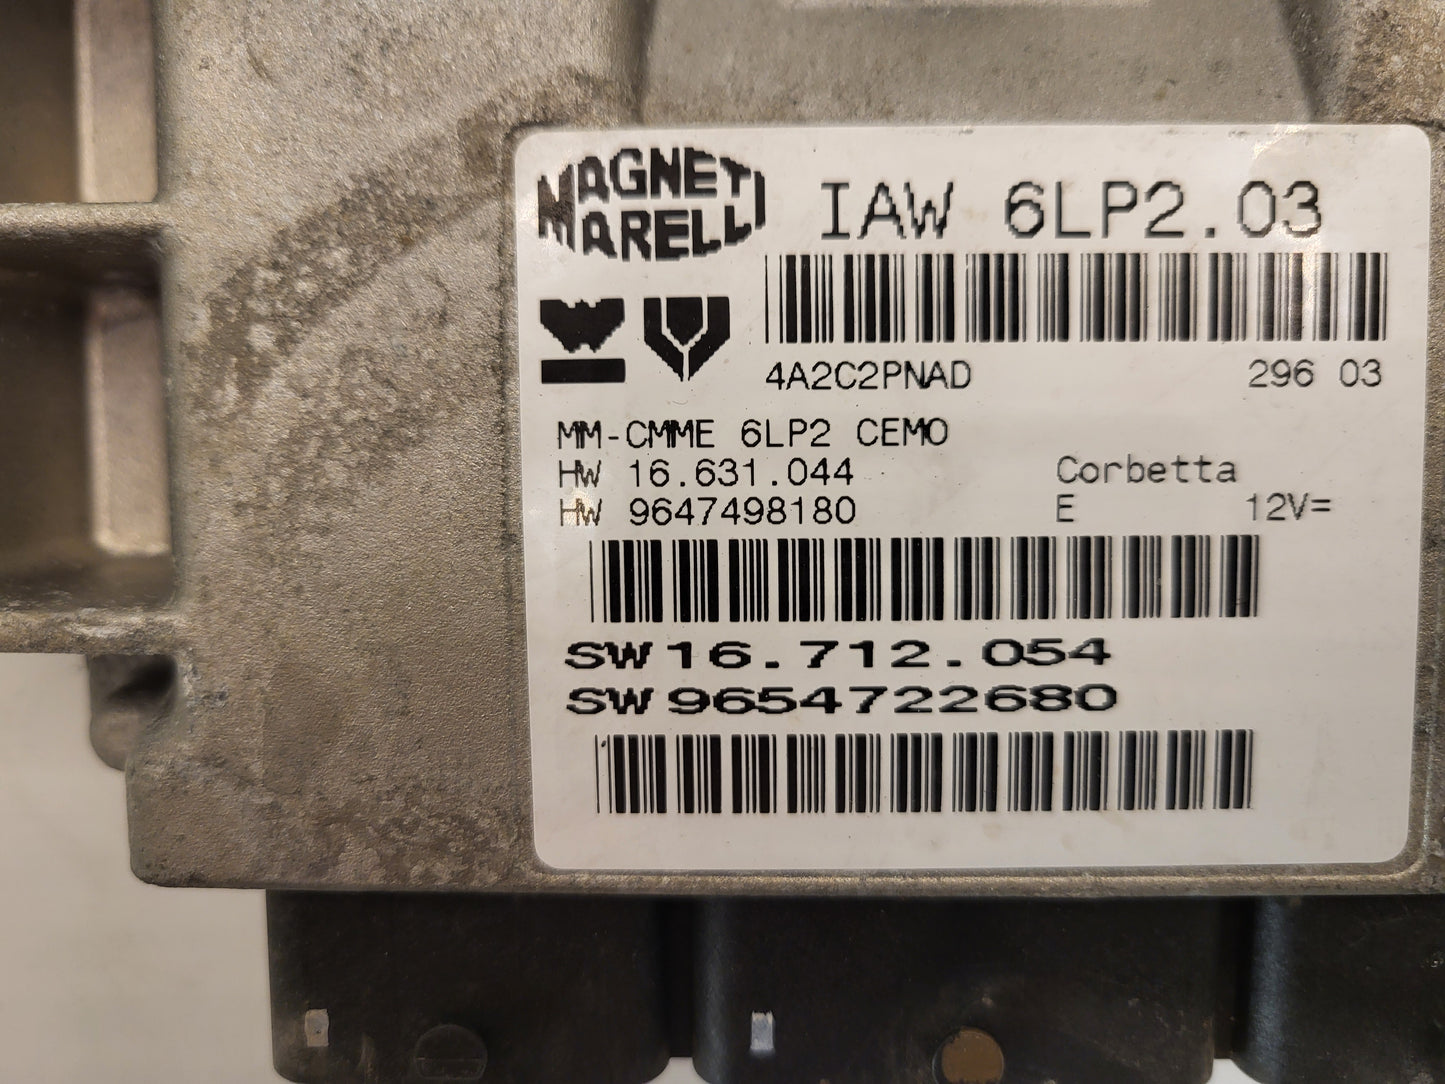 MAGNETI
MARELLI
IAW 6LP2.03
4A2C2PNAD 296 03
MM-CMME 6LP2 CEMO
HW 16.631.044 Corbetta
HW 9647498180 E 12V=
SW 16.712.054
SW 9654722680